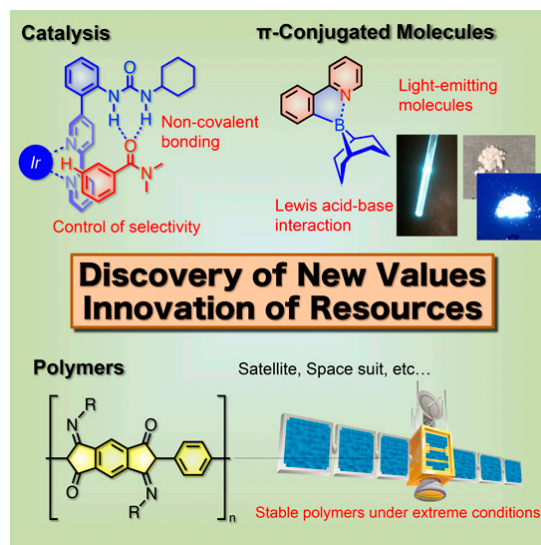 Catalysis
π-Conjugated Molecules
N
N
H
H
O
Non-covalent
bonding
O
Ir
N
N
H
N
Control of selectivity
N
B
Light-emitting
molecules
Lewis acid-base
interaction
Discovery of New Values
Innovation of Resources
Polymers
Satellite, Space suit, etc…
R
N
O
O
N
R
n
Stable polymers under extreme conditions